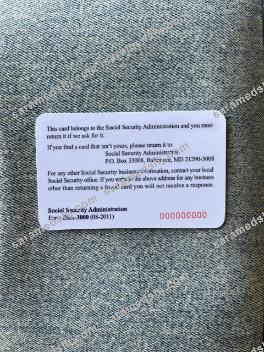 This card belongs to the Social Security Administration and you must
return it if we ask for it.
If you find a card that isn't yours, please return it to:
Social Security Administration
P.O. Box 33008, Baltimore, MD 21290-3008
For any other Social Security business/information, contact your local
Social Security office. If you write to the above address for any business
other than returning a found card you will not receive a response.
Social Security Administration
Form SSA-3000 (08-2011)
000000000